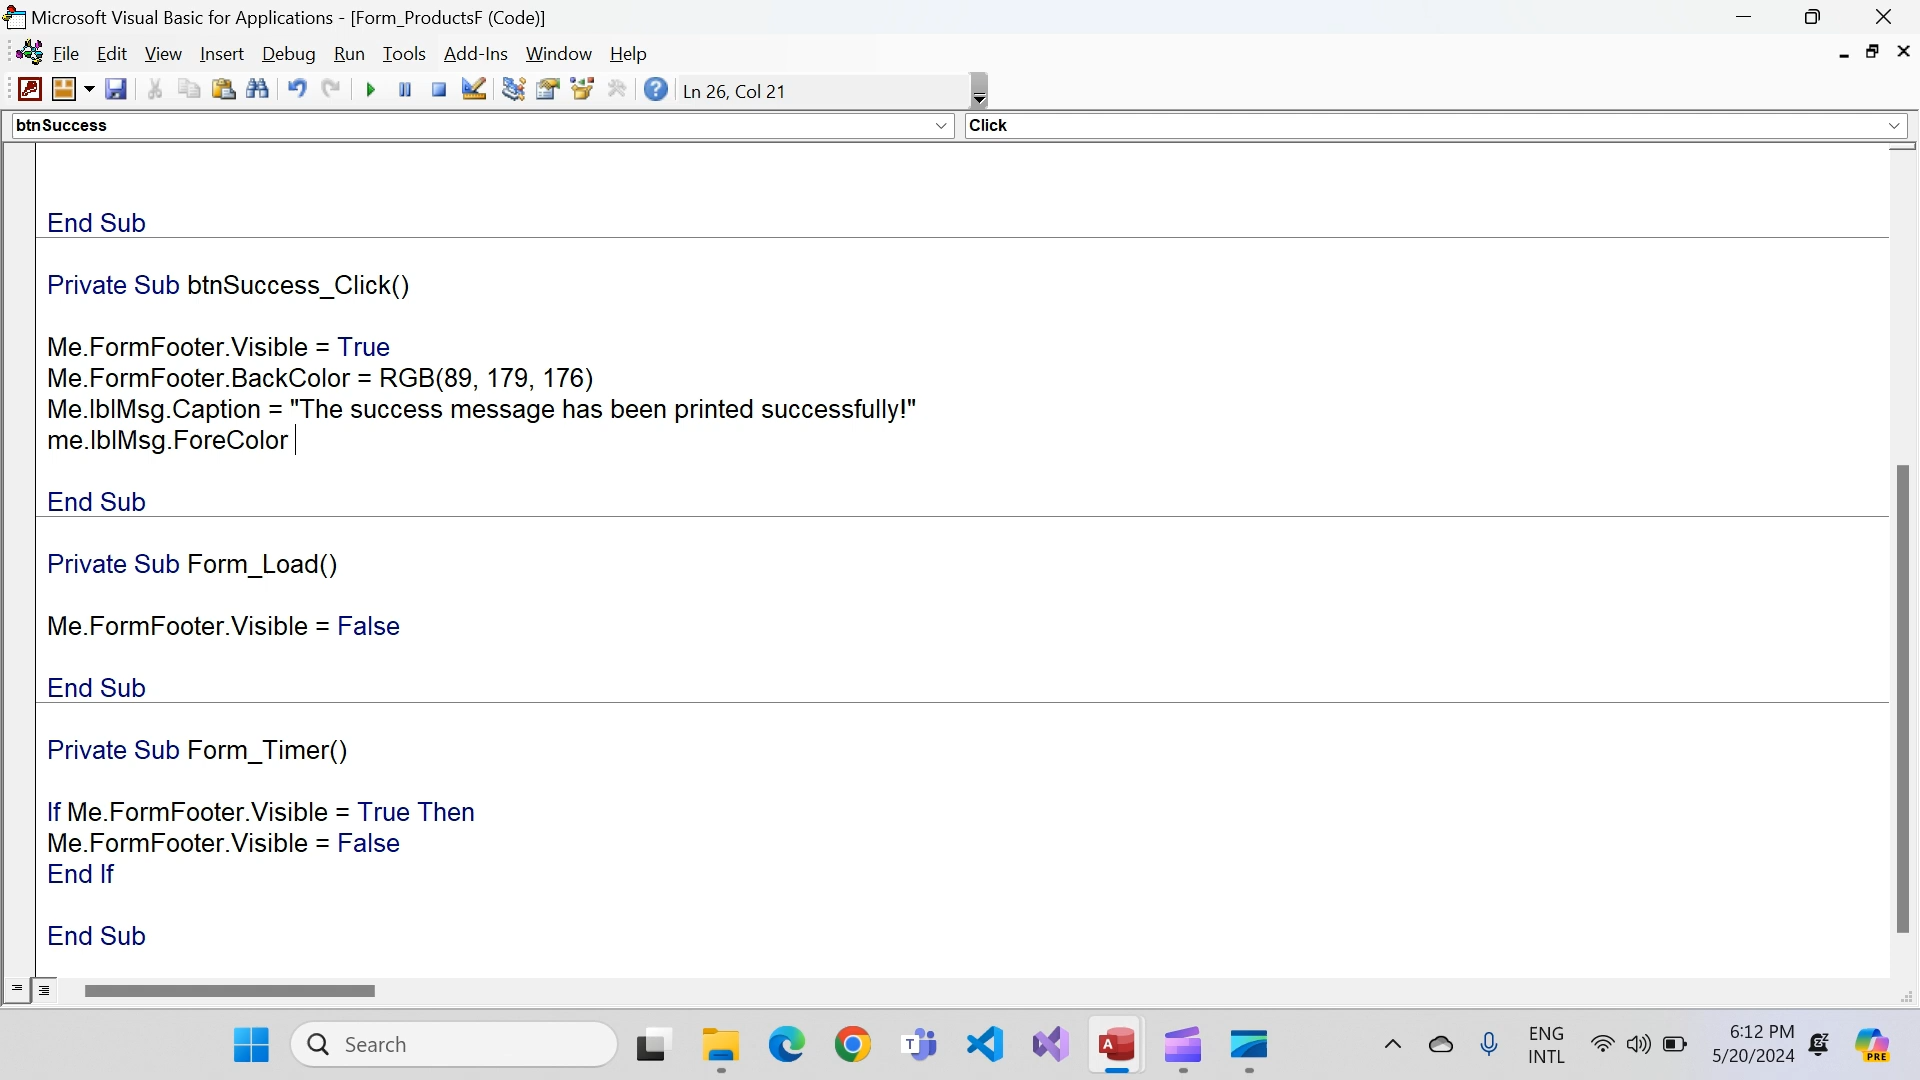 Microsoft Visual Basic for Applications - [Form_ProductsF (Code)]
File Edit View Insert Debug Run Tools Add-Ins Window Help
Ln 26, Col 21
btnSuccess Click
End Sub
Private Sub btnSuccess_Click()
Me.FormFooter.Visible = True
Me.FormFooter.BackColor = RGB(89, 179, 176)
Me.lblMsg.Caption = "The success message has been printed successfully!"
me.lblMsg.ForeColor
End Sub
Private Sub Form_Load()
Me.FormFooter.Visible = False
End Sub
Private Sub Form_Timer()
If Me.FormFooter.Visible = True Then
Me.FormFooter.Visible = False
End If
End Sub
Search
ENG
INTL
6:12 PM
5/20/2024
PRE